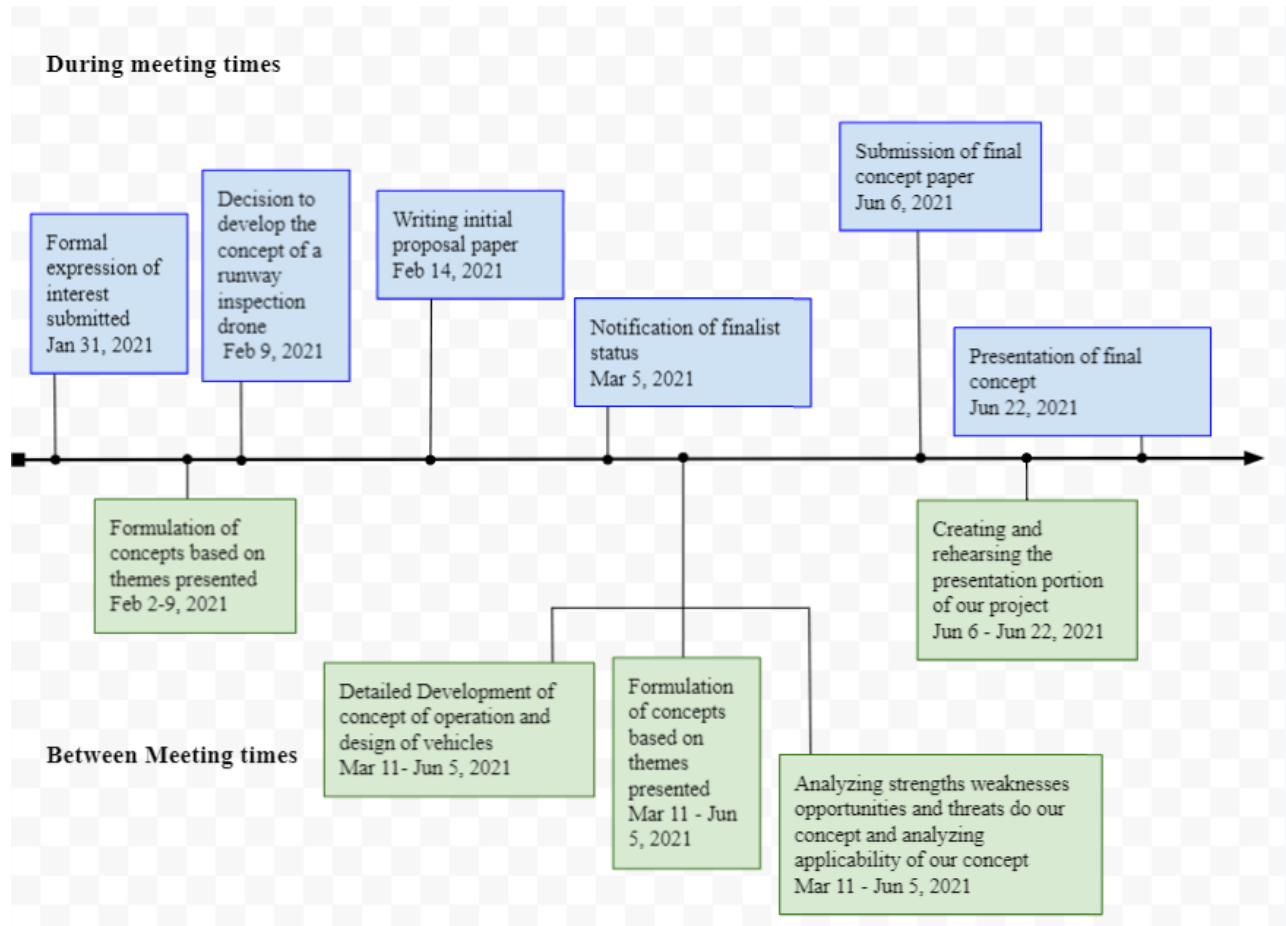 During meeting times
Submission of final
concept paper
Jun 6, 2021
Decision to
develop the
concept of a
runway
inspection
drone
Feb 9, 2021
Writing initial
proposal paper
Feb 14, 2021
Formal
expression of
interest
submitted
Jan 31, 2021
Notification of finalist
status
Mar 5, 2021
Presentation of final
concept
Jun 22, 2021
Formulation of
concepts based on
themes presented
Feb 2-9, 2021
Creating and
rehearsing the
presentation portion
of our project
Jun 6 - Jun 22, 2021
Detailed Development of
concept of operation and
design of vehicles
Mar 11- Jun 5, 2021
Formulation
of concepts
based on
themes
presented
Mar 11 - Jun
5, 2021
Between Meeting times
Analyzing strengths weaknesses
opportunities and threats do our
concept and analyzing
applicability of our concept
Mar 11 - Jun 5, 2021